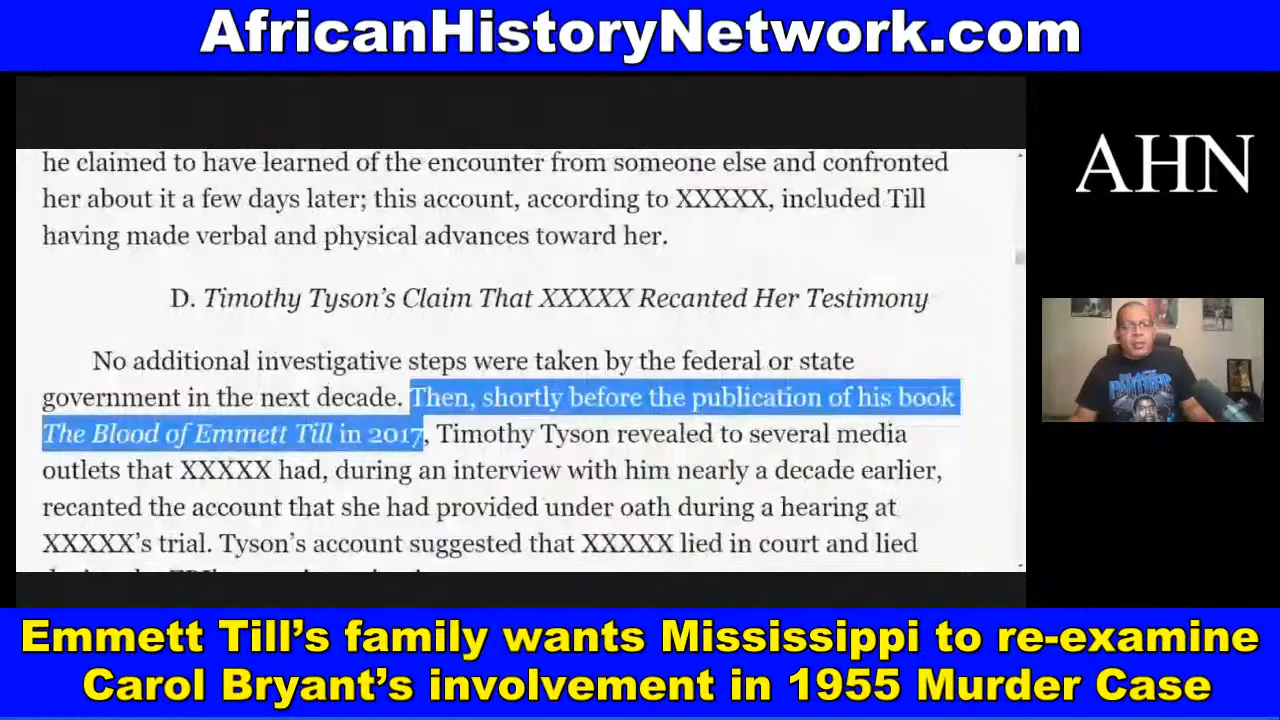 AfricanHistoryNetwork.com
he claimed to have learned of the encounter from someone else and confronted
her about it a few days later; this account, according to XXXXX, included Till
having made verbal and physical advances toward her.
D. Timothy Tyson's Claim That XXXXX Recanted Her Testimony
No additional investigative steps were taken by the federal or state
government in the next decade. Then, shortly before the publication of his book
The Blood of Emmett Till in 2017, Timothy Tyson revealed to several media
outlets that XXXXX had, during an interview with him nearly a decade earlier,
recanted the account that she had provided under oath during a hearing at
XXXXX's trial. Tyson's account suggested that XXXXX lied in court and lied
AHN
Emmett Till’s family wants Mississippi to re-examine
Carol Bryant’s involvement in 1955 Murder Case